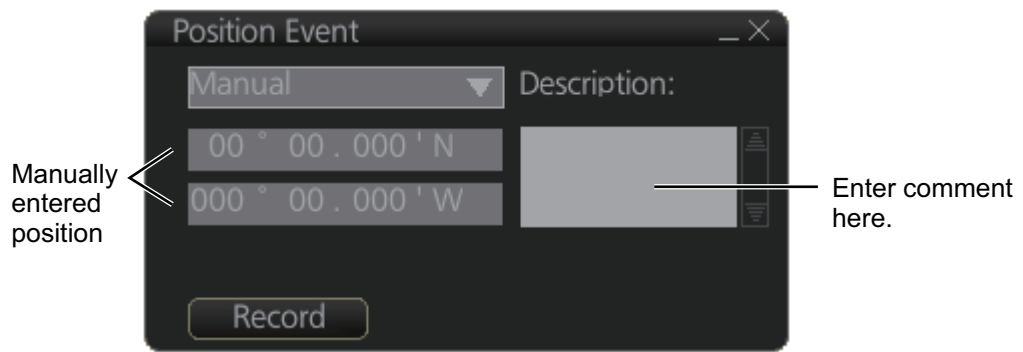 Position Event
Manual
Description:
00 ° 00 . 000 ' N
000 ° 00 . 000 ' W
Manually
entered
position
Enter comment
here.
Record